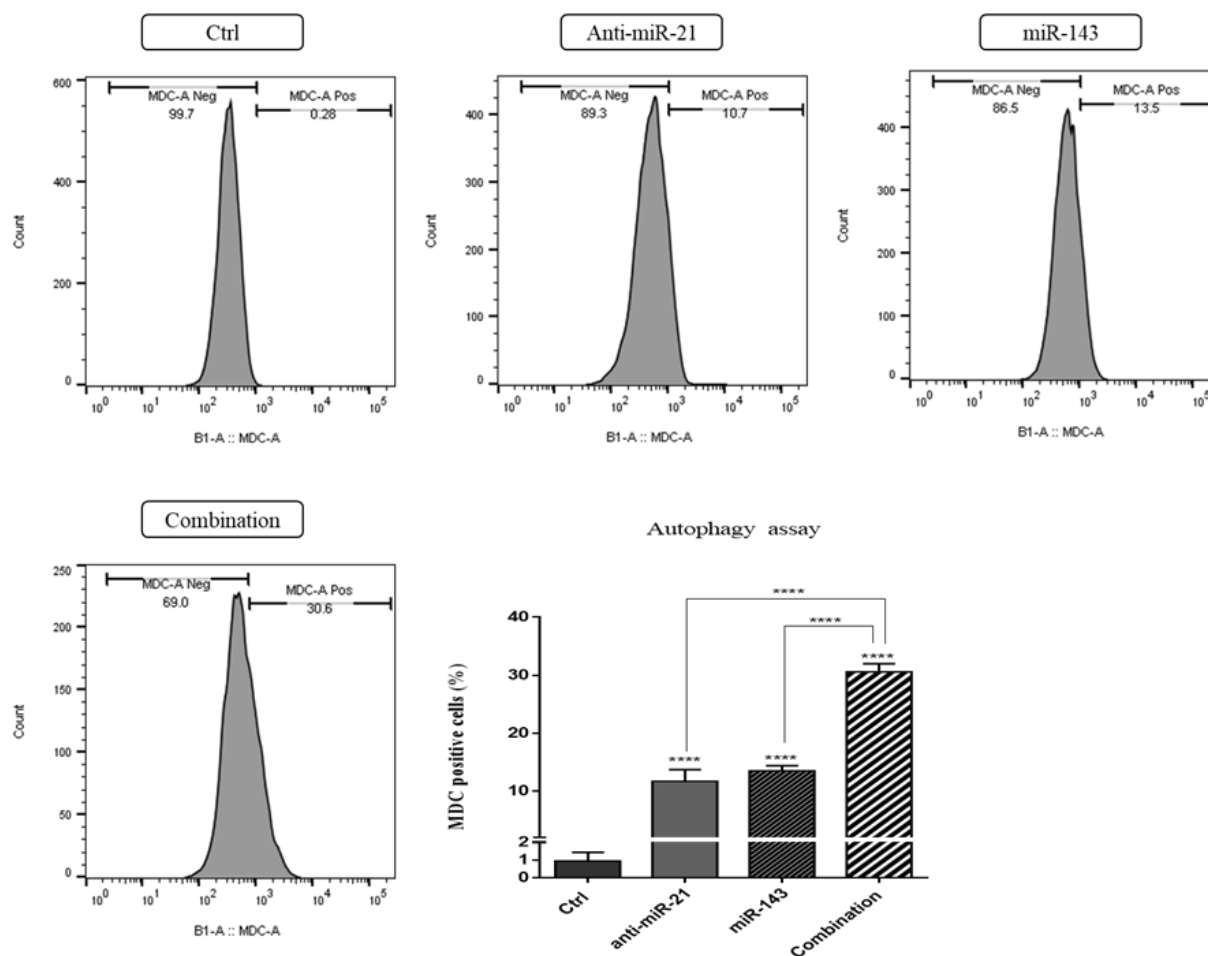 Ctrl
600
400
200
0
Count
MDC-A Neg
99.7
MDC-A Pos
0.28
10^0 10^1 10^2 10^3 10^4 10^5
B1-A :: MDC-A
Anti-miR-21
400
300
200
100
0
Count
MDC-A Neg
89.3
MDC-A Pos
10.7
10^0 10^1 10^2 10^3 10^4 10^5
B1-A :: MDC-A
miR-143
400
300
200
100
0
Count
MDC-A Neg
86.5
MDC-A Pos
13.5
10^0 10^1 10^2 10^3 10^4 10^5
B1-A :: MDC-A
Combination
250
200
150
100
50
0
Count
MDC-A Neg
69.0
MDC-A Pos
30.6
10^0 10^1 10^2 10^3 10^4 10^5
B1-A :: MDC-A
Autophagy assay
MDC positive cells (%)
40
30
20
10
2
1
0
****
****
****
****
****
Ctrl
anti-miR-21
miR-143
Combination